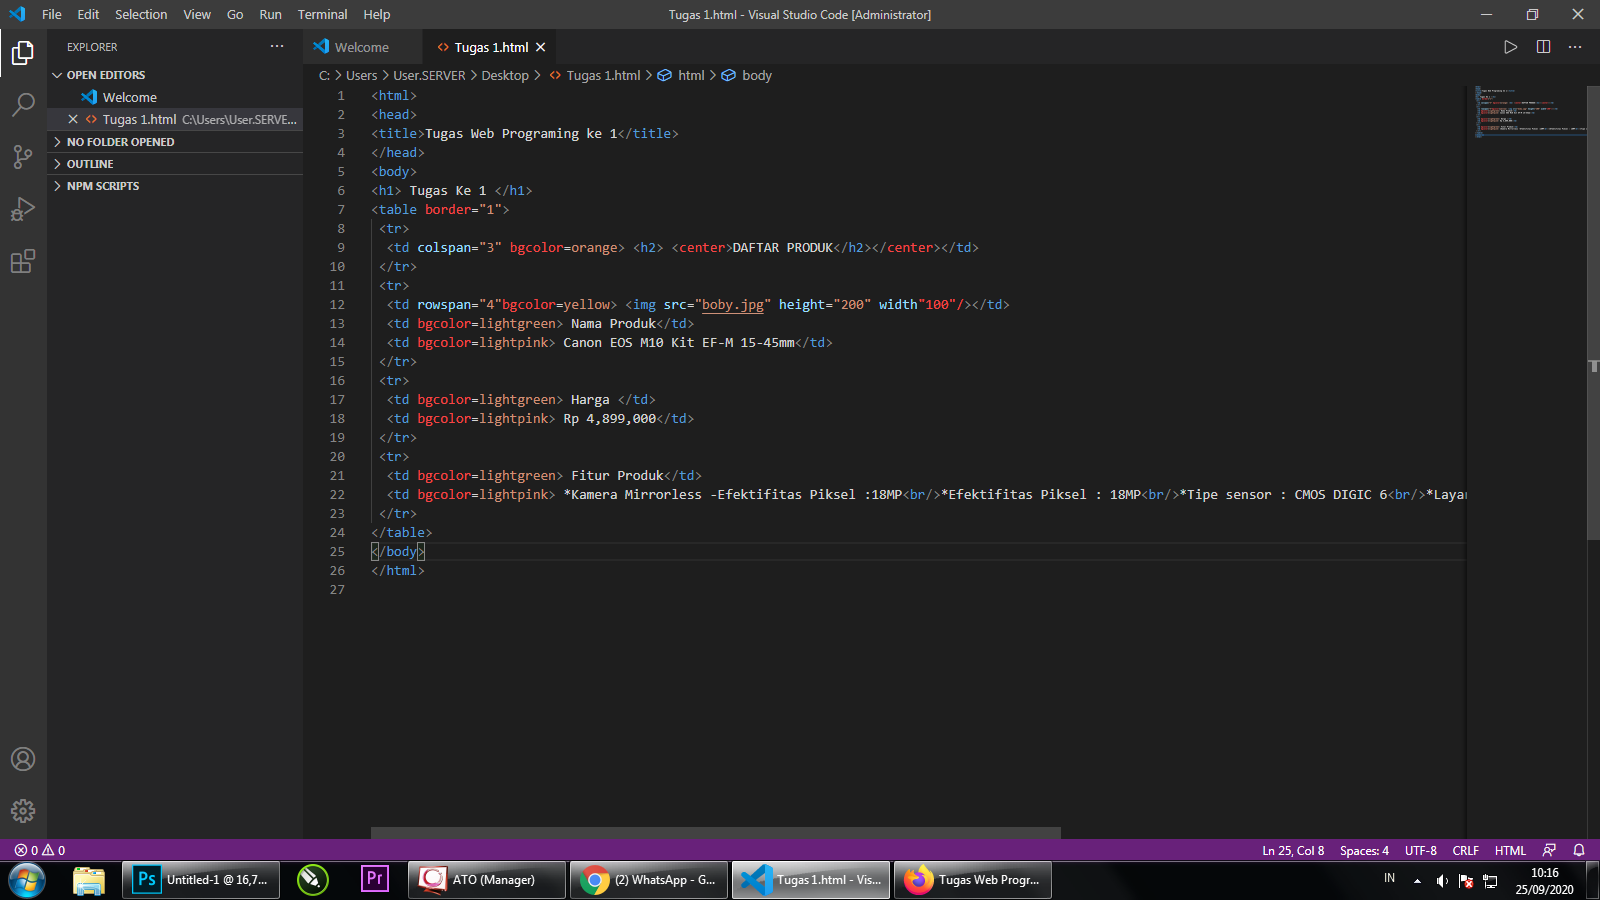 File Edit Selection View Go Run Terminal Help
Tugas 1.html - Visual Studio Code [Administrator]
EXPLORER
OPEN EDITORS
Welcome
Tugas 1.html C:\Users\User.SERVE...
NO FOLDER OPENED
OUTLINE
NPM SCRIPTS
Welcome
Tugas 1.html
C: > Users > User.SERVER > Desktop > Tugas 1.html > html > body
1 <html>
2 <head>
3 <title>Tugas Web Programing ke 1</title>
4 </head>
5 <body>
6 <h1> Tugas Ke 1 </h1>
7 <table border="1">
8 <tr>
9 <td colspan="3" bgcolor=orange> <h2> <center>DAFTAR PRODUK</h2></center></td>
10 </tr>
11 <tr>
12 <td rowspan="4"bgcolor=yellow> <img src="boby.jpg" height="200" width"100"/></td>
13 <td bgcolor=lightgreen> Nama Produk</td>
14 <td bgcolor=lightpink> Canon EOS M10 Kit EF-M 15-45mm</td>
15 </tr>
16 <tr>
17 <td bgcolor=lightgreen> Harga </td>
18 <td bgcolor=lightpink> Rp 4,899,000</td>
19 </tr>
20 <tr>
21 <td bgcolor=lightgreen> Fitur Produk</td>
22 <td bgcolor=lightpink> *Kamera Mirrorless -Efektifitas Piksel :18MP<br/>*Efektifitas Piksel : 18MP<br/>*Tipe sensor : CMOS DIGIC 6<br/>*Layar
23 </tr>
24 </table>
25 </body>
26 </html>
27
0 0
Ln 25, Col 8 Spaces: 4 UTF-8 CRLF HTML
Ps Untitled-1 @ 16,7...
Pr
ATO (Manager)
(2) WhatsApp - G...
Tugas 1.html - Vis...
Tugas Web Progr...
IN
10:16
25/09/2020